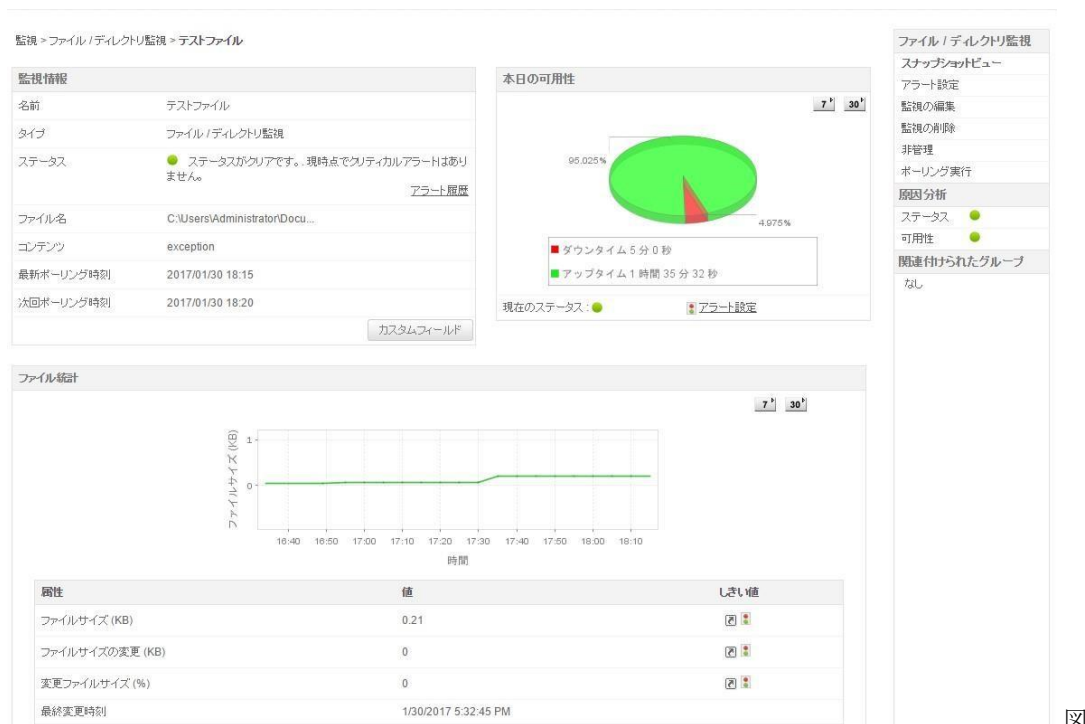 監視 > ファイル / ディレクトリ監視 > テストファイル
監視情報
名前 テストファイル
タイプ ファイル / ディレクトリ監視
ステータス ステータスがクリアです。. 現時点でクリティカルアラートはあり
ません。
アラート履歴
ファイル名 C:\Users\Administrator\Docu...
コンテンツ exception
最新ポーリング時刻 2017/01/30 18:15
次回ポーリング時刻 2017/01/30 18:20
カスタムフィールド
本日の可用性
7 30
95.025%
4.975%
ダウンタイム 5 分 0 秒
アップタイム 1 時間 35 分 32 秒
現在のステータス : アラート設定
ファイル / ディレクトリ監視
スナップショットビュー
アラート設定
監視の編集
監視の削除
非管理
ポーリング実行
原因分析
ステータス
可用性
関連付けられたグループ
なし
ファイル統計
7 30
ファイルサイズ (KB)
1
0
16:40 16:50 17:00 17:10 17:20 17:30 17:40 17:50 18:00 18:10
時間
属性 値 しきい値
ファイルサイズ (KB) 0.21
ファイルサイズの変更 (KB) 0
変更ファイルサイズ (%) 0
最終変更時刻 1/30/2017 5:32:45 PM
図